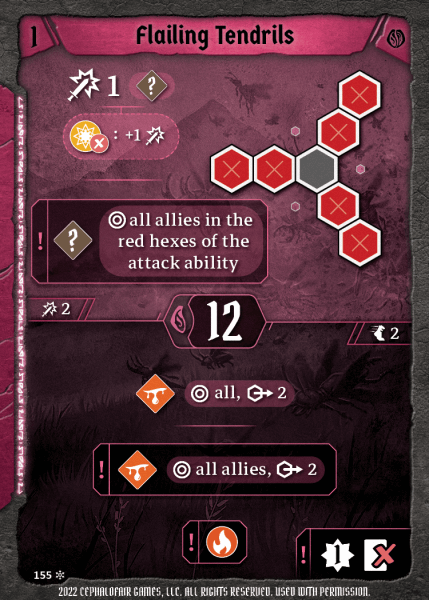 1 Flailing Tendrils
1 ?
: +1
! ? all allies in the
red hexes of the
attack ability
2 12 2
all, 2
! all allies, 2
!
! 1
155
2022 CEPHALOFAIR GAMES, LLC. ALL RIGHTS RESERVED. USED WITH PERMISSION.